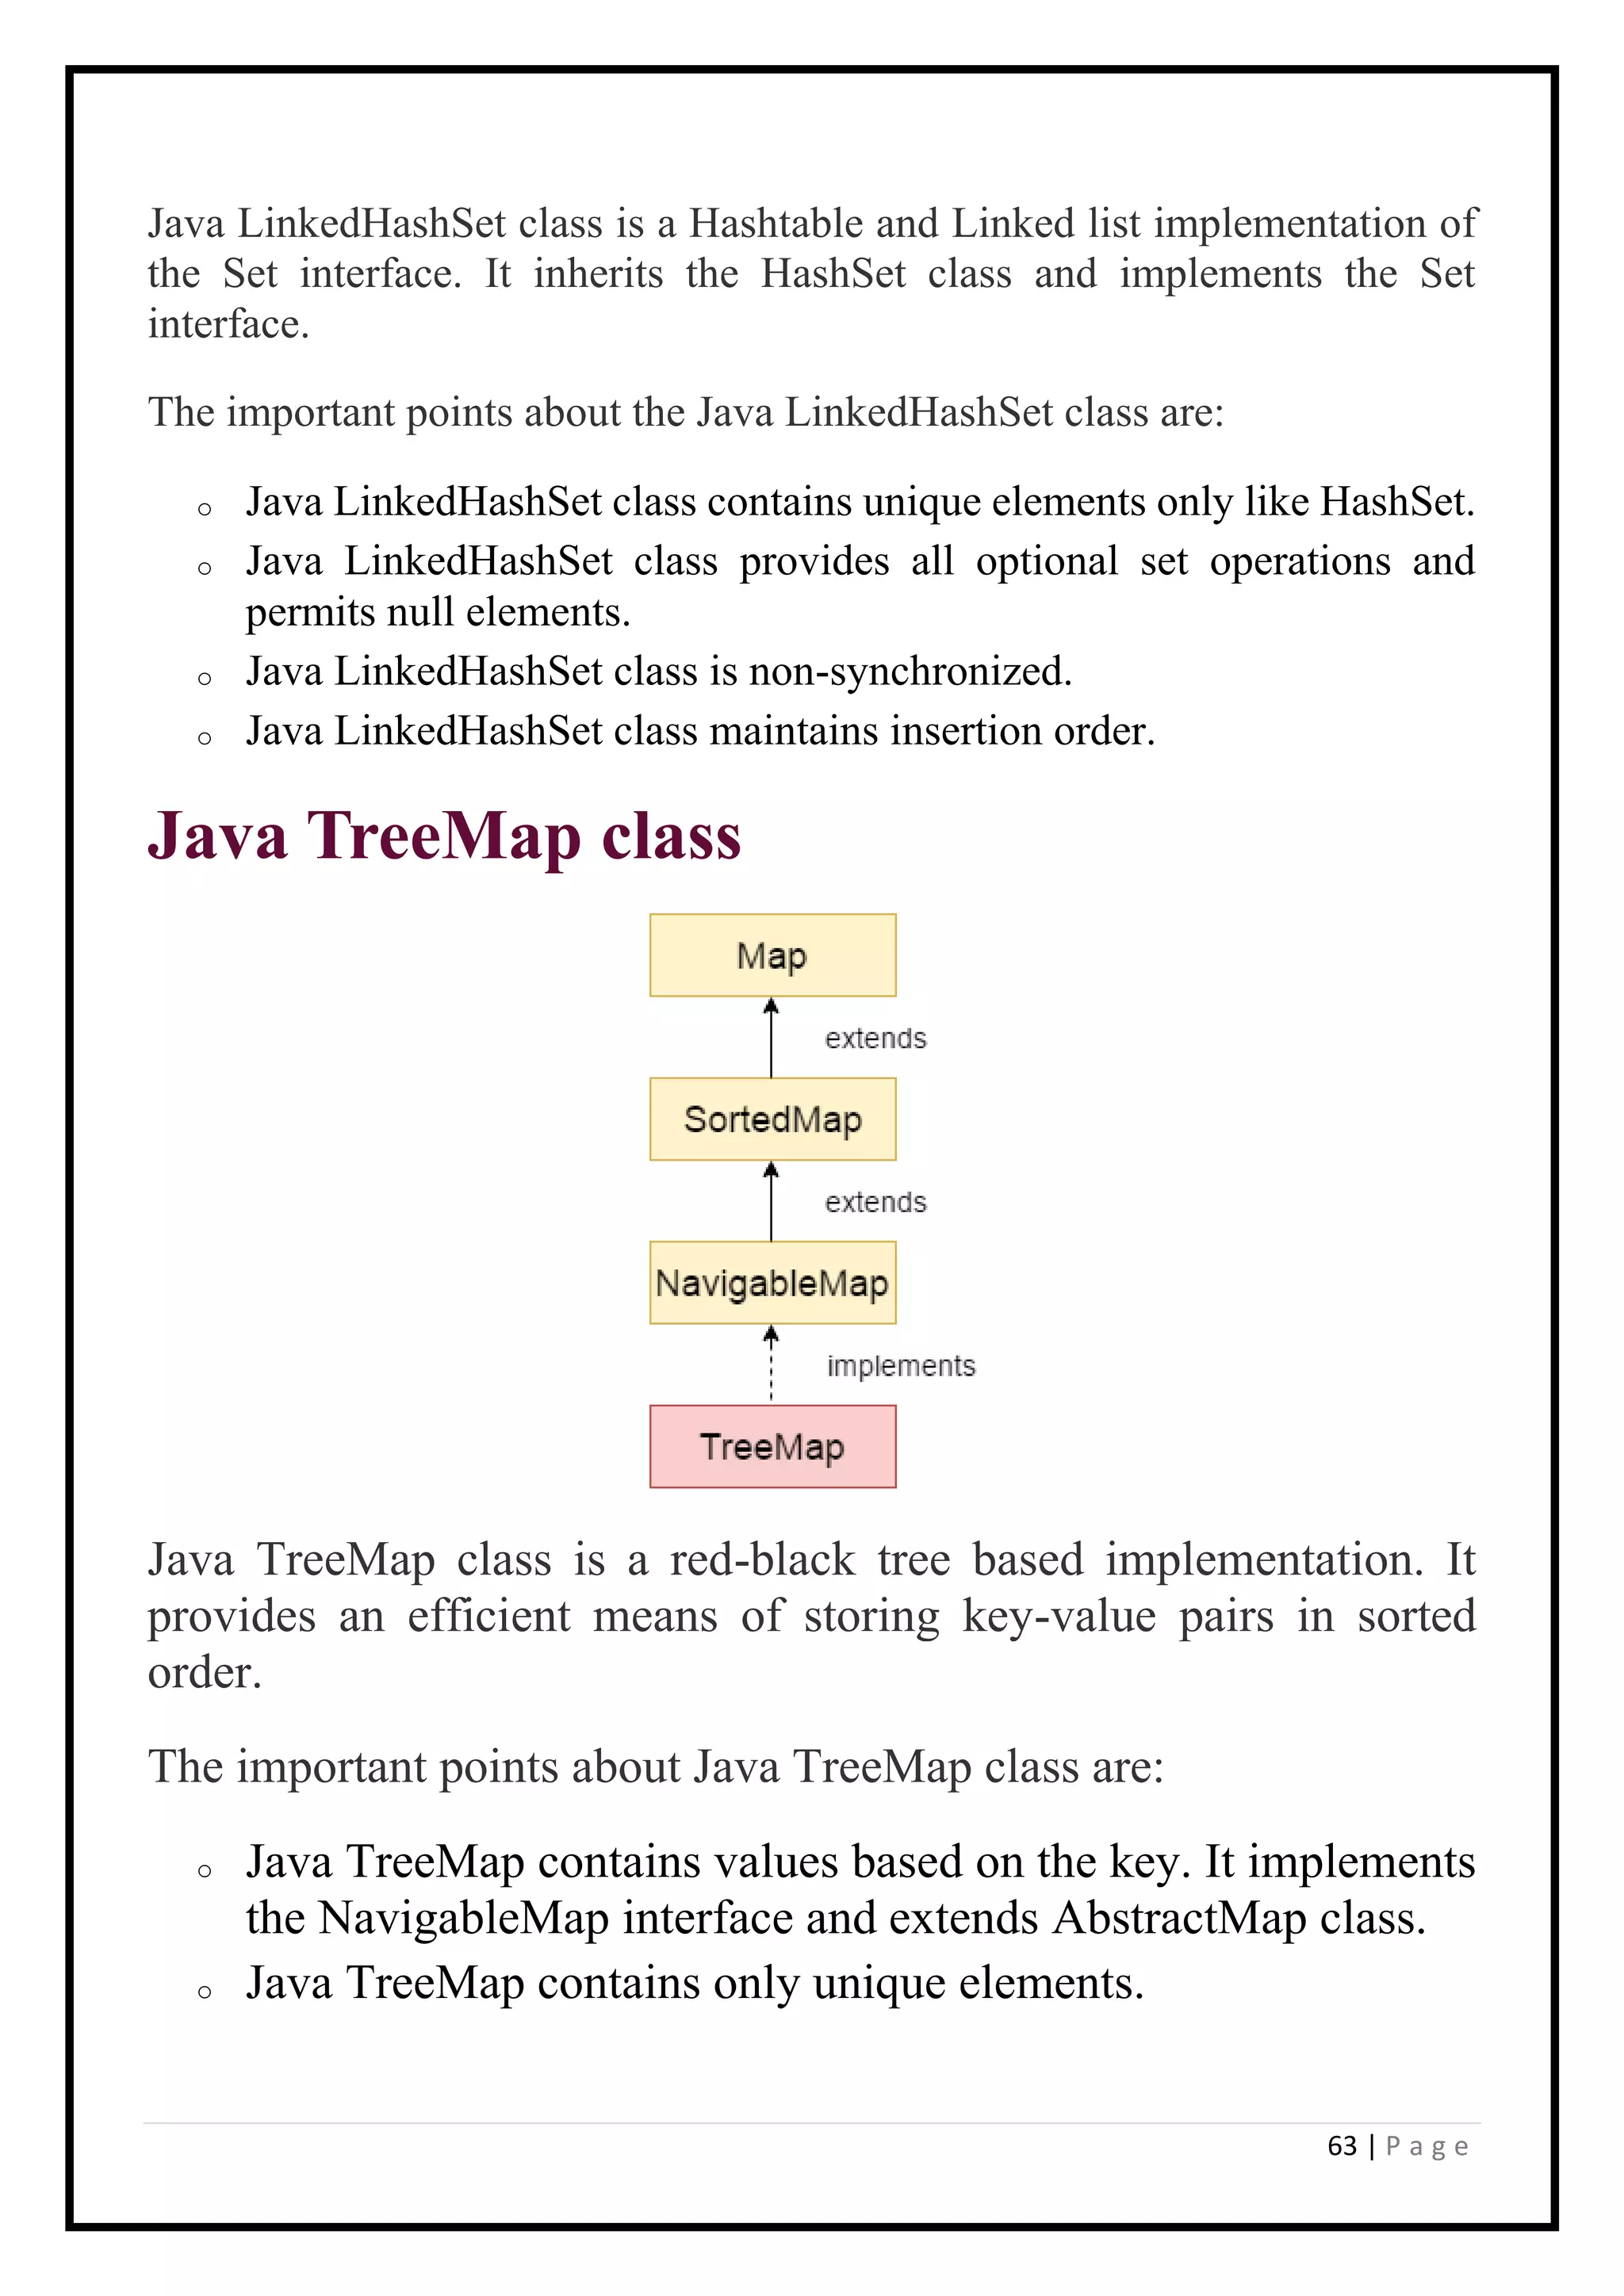 Java LinkedHashSet class is a Hashtable and Linked list implementation of
the Set interface. It inherits the HashSet class and implements the Set
interface.
The important points about the Java LinkedHashSet class are:
o Java LinkedHashSet class contains unique elements only like HashSet.
o Java LinkedHashSet class provides all optional set operations and
permits null elements.
o Java LinkedHashSet class is non-synchronized.
o Java LinkedHashSet class maintains insertion order.
Java TreeMap class
Map
extends
SortedMap
extends
NavigableMap
implements
TreeMap
Java TreeMap class is a red-black tree based implementation. It
provides an efficient means of storing key-value pairs in sorted
order.
The important points about Java TreeMap class are:
o Java TreeMap contains values based on the key. It implements
the NavigableMap interface and extends AbstractMap class.
o Java TreeMap contains only unique elements.
63 | P a g e